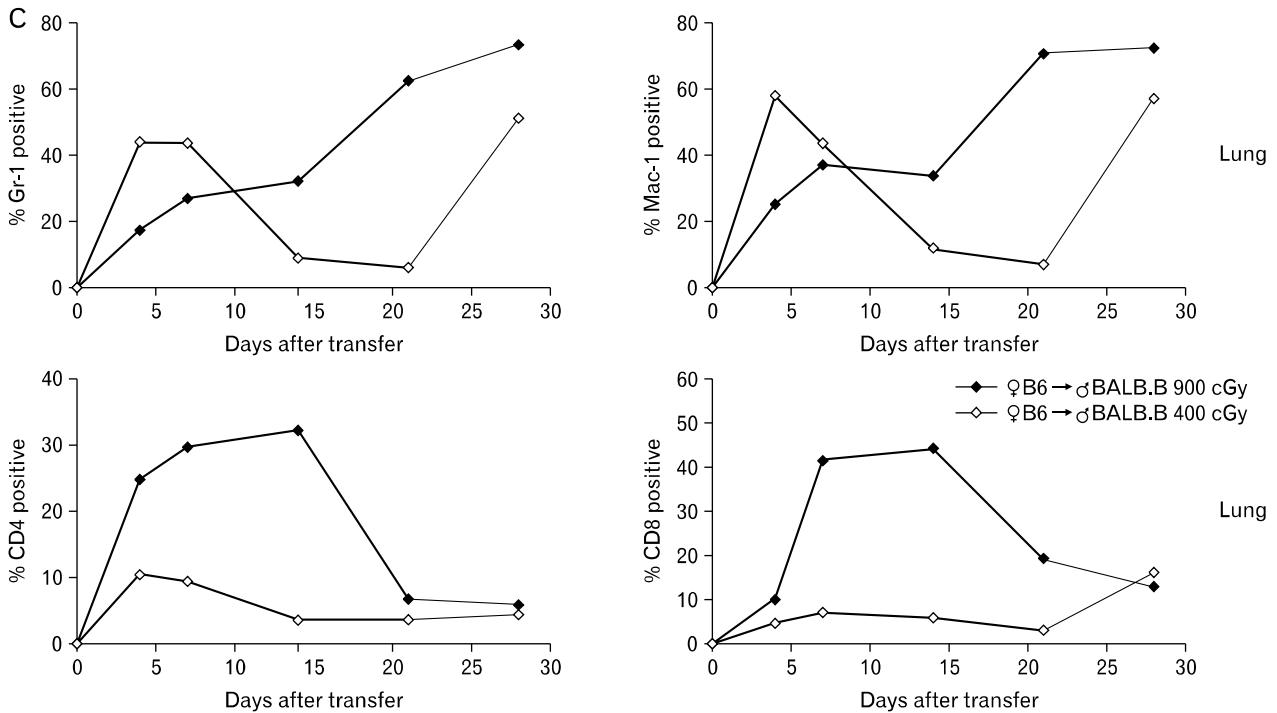 C
% Gr-1 positive
80
60
40
20
0
0 5 10 15 20 25 30
Days after transfer
% Mac-1 positive
80
60
40
20
0
0 5 10 15 20 25 30
Days after transfer
Lung
% CD4 positive
40
30
20
10
0
0 5 10 15 20 25 30
Days after transfer
% CD8 positive
60
50
40
30
20
10
0
0 5 10 15 20 25 30
Days after transfer
♀B6 → ♂BALB.B 900 cGy
♀B6 → ♂BALB.B 400 cGy
Lung